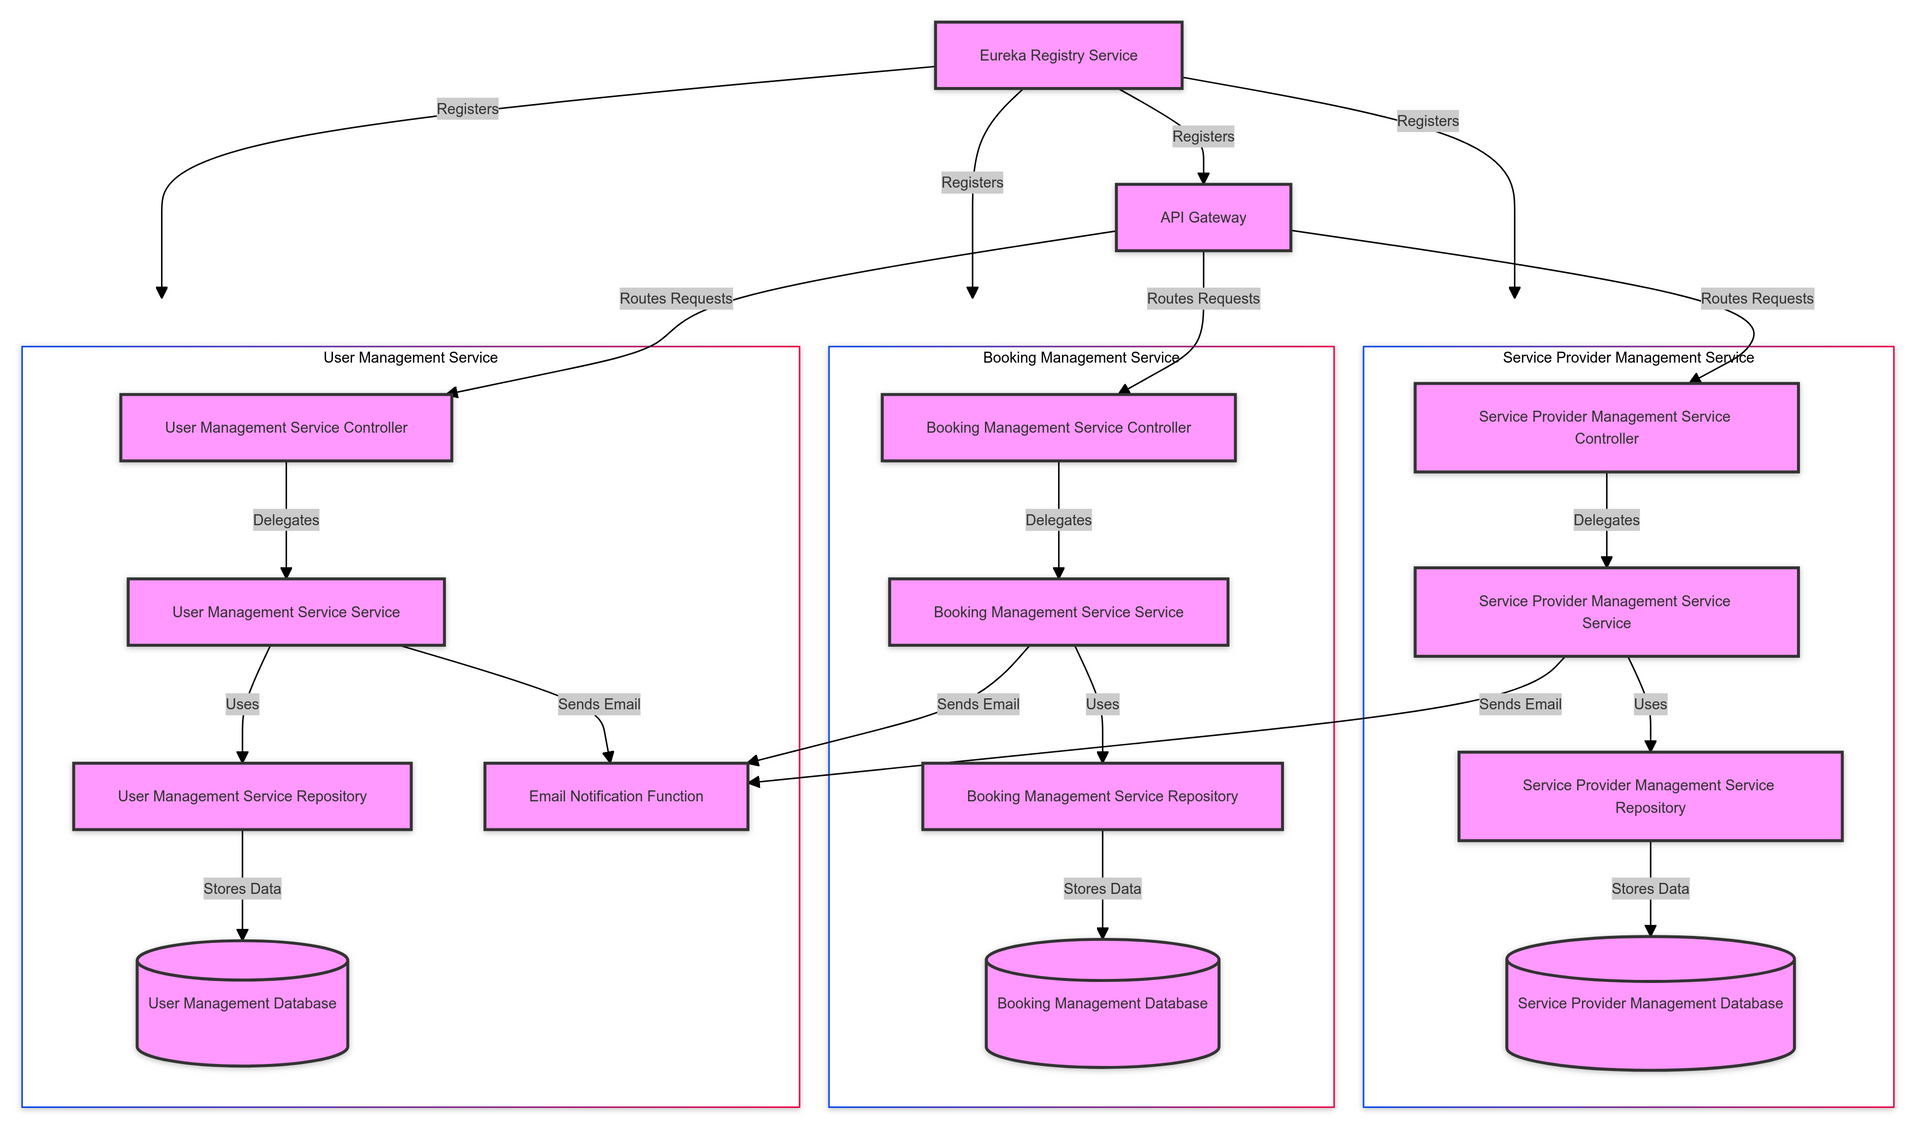 Eureka Registry Service
Registers
Registers
Registers
Registers
API Gateway
Routes Requests
Routes Requests
Routes Requests
User Management Service
Booking Management Service
Service Provider Management Service
User Management Service Controller
Booking Management Service Controller
Service Provider Management Service
Controller
Delegates
Delegates
Delegates
User Management Service Service
Booking Management Service Service
Service Provider Management Service
Service
Uses
Sends Email
Sends Email
Uses
Sends Email
Uses
User Management Service Repository
Email Notification Function
Booking Management Service Repository
Service Provider Management Service
Repository
Stores Data
Stores Data
Stores Data
User Management Database
Booking Management Database
Service Provider Management Database